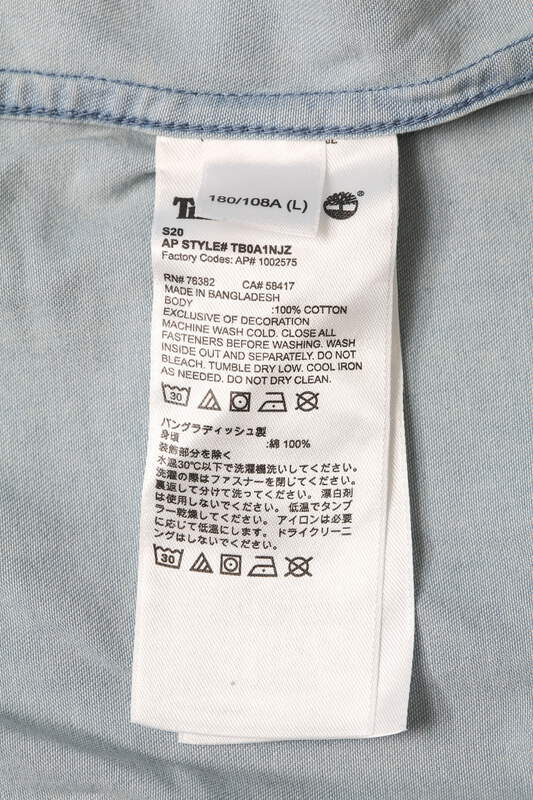 180/108A (L)
®
S20
AP STYLE# TB0A1NJZ
Factory Codes: AP# 1002575
RN# 76382 CA# 58417
MADE IN BANGLADESH
BODY :100% COTTON
EXCLUSIVE OF DECORATION
MACHINE WASH COLD. CLOSE ALL
FASTENERS BEFORE WASHING. WASH
INSIDE OUT AND SEPARATELY. DO NOT
BLEACH. TUMBLE DRY LOW. COOL IRON
AS NEEDED. DO NOT DRY CLEAN.
30
バングラディッシュ製
身頃 :綿 100%
装飾部分を除く
水温30℃以下で洗濯機洗いしてください。
洗濯の際はファスナーを閉じてください。
裏返して分けて洗ってください。漂白剤
は使用しないでください。低温でタンブ
ラー乾燥してください。アイロンは必要
に応じて低温にします。ドライクリーニ
ングはしないでください。
30